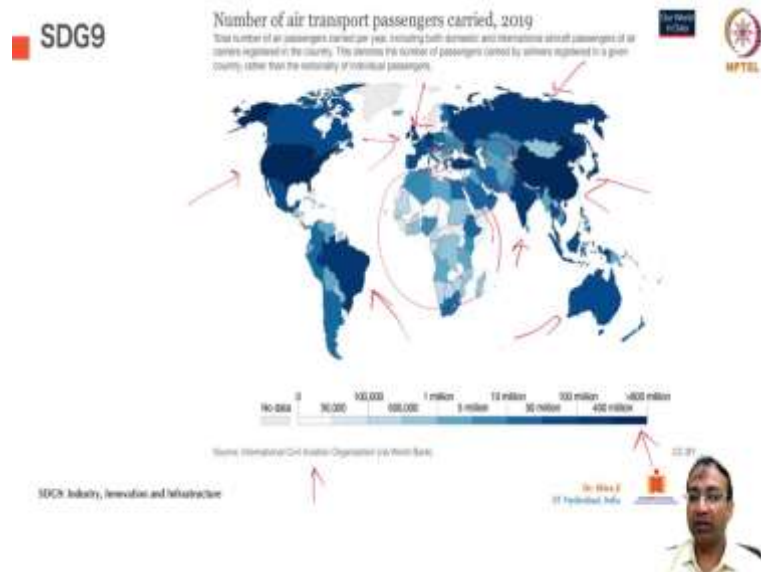 SDG9
Number of air transport passengers carried, 2019
Our World
in Data
Total number of air passengers carried per year, including both domestic and international aircraft passengers of air
carriers registered in the country. This denotes the number of passengers carried by airlines registered in a given
country rather than the nationality of individual passengers.
NPTEL
0 100,000 1 million 10 million 100 million
No data 500,000 5 million 50 million 400 million
Source: International Civil Aviation Organization (via World Bank)
CC BY
SDG9: Industry, Innovation and Infrastructure
IIT Hyderabad, India